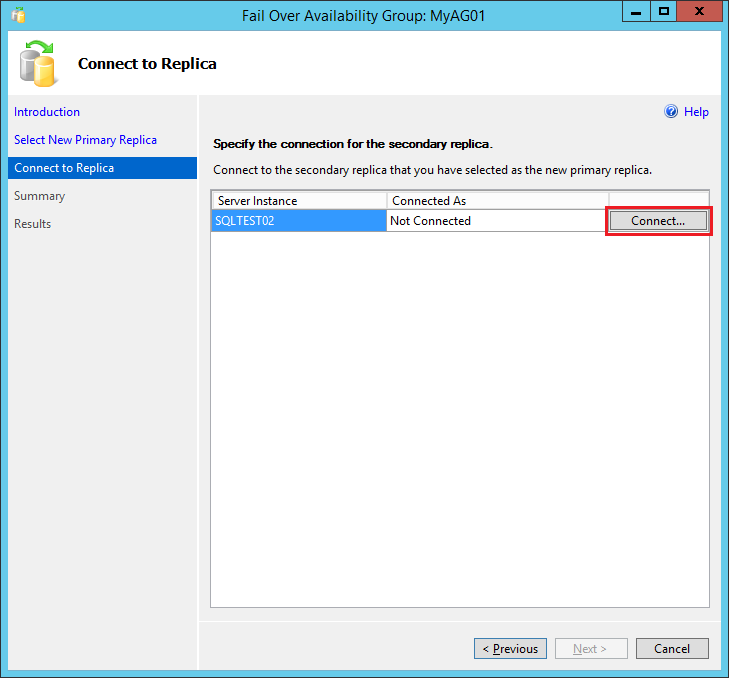 Fail Over Availability Group: MyAG01
X
Connect to Replica
Introduction
Select New Primary Replica
Connect to Replica
Summary
Results
Help
Specify the connection for the secondary replica.
Connect to the secondary replica that you have selected as the new primary replica.
Server Instance Connected As
SQLTEST02 Not Connected Connect...
< Previous Next > Cancel